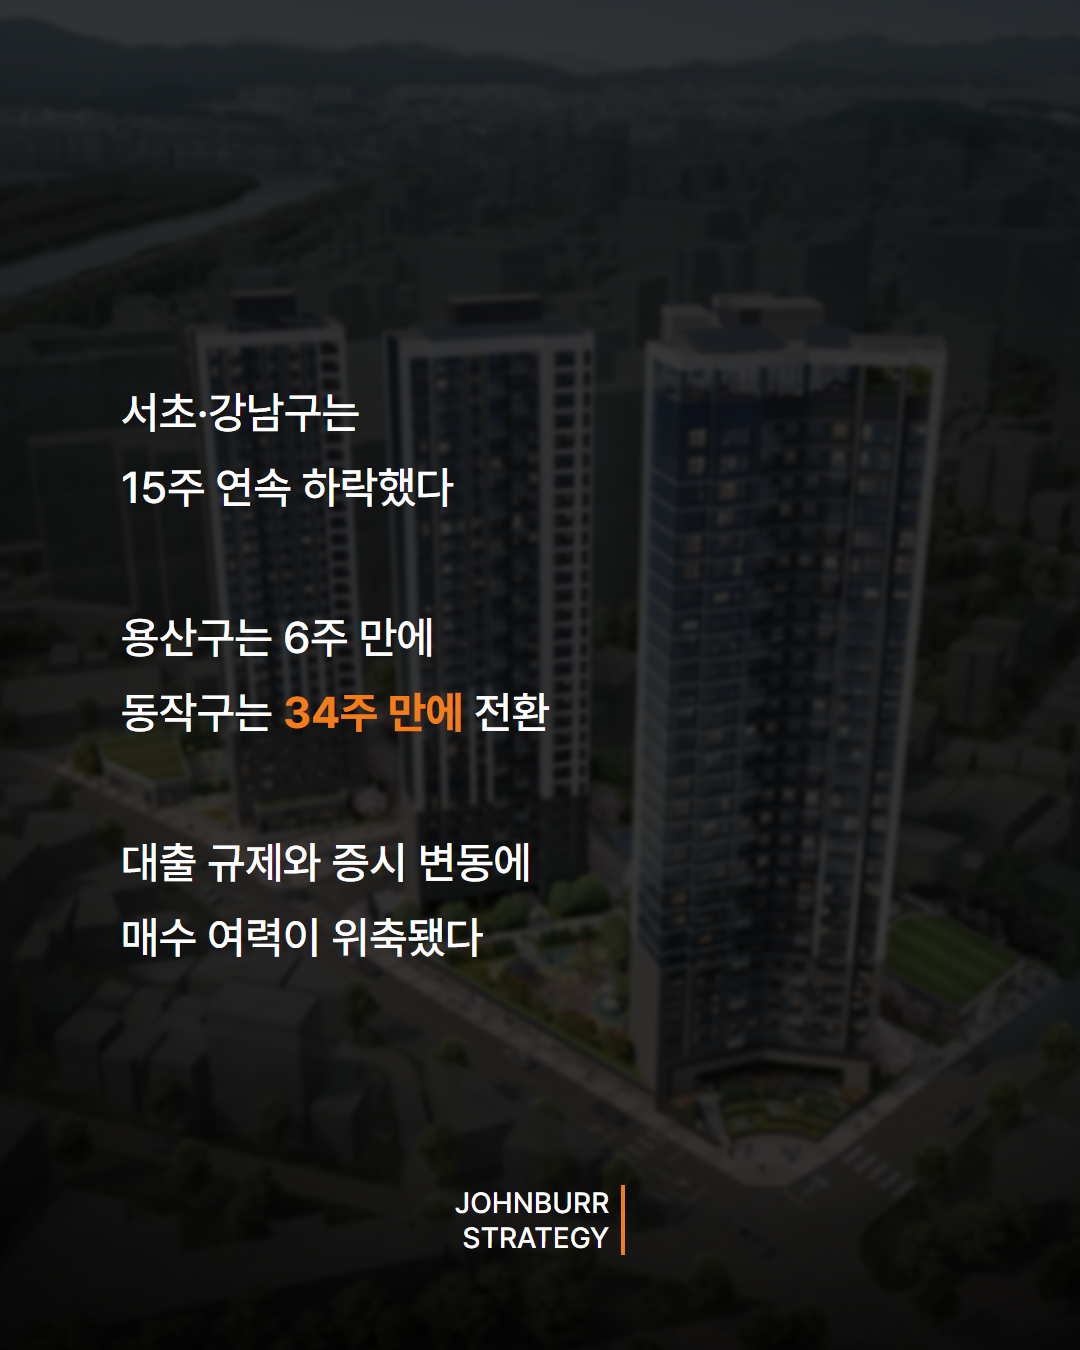 서초·강남구는
15주 연속 하락했다
용산구는 6주 만에
동작구는 34주 만에 전환
대출 규제와 증시 변동에
매수 여력이 위축됐다
JOHNBURR
STRATEGY